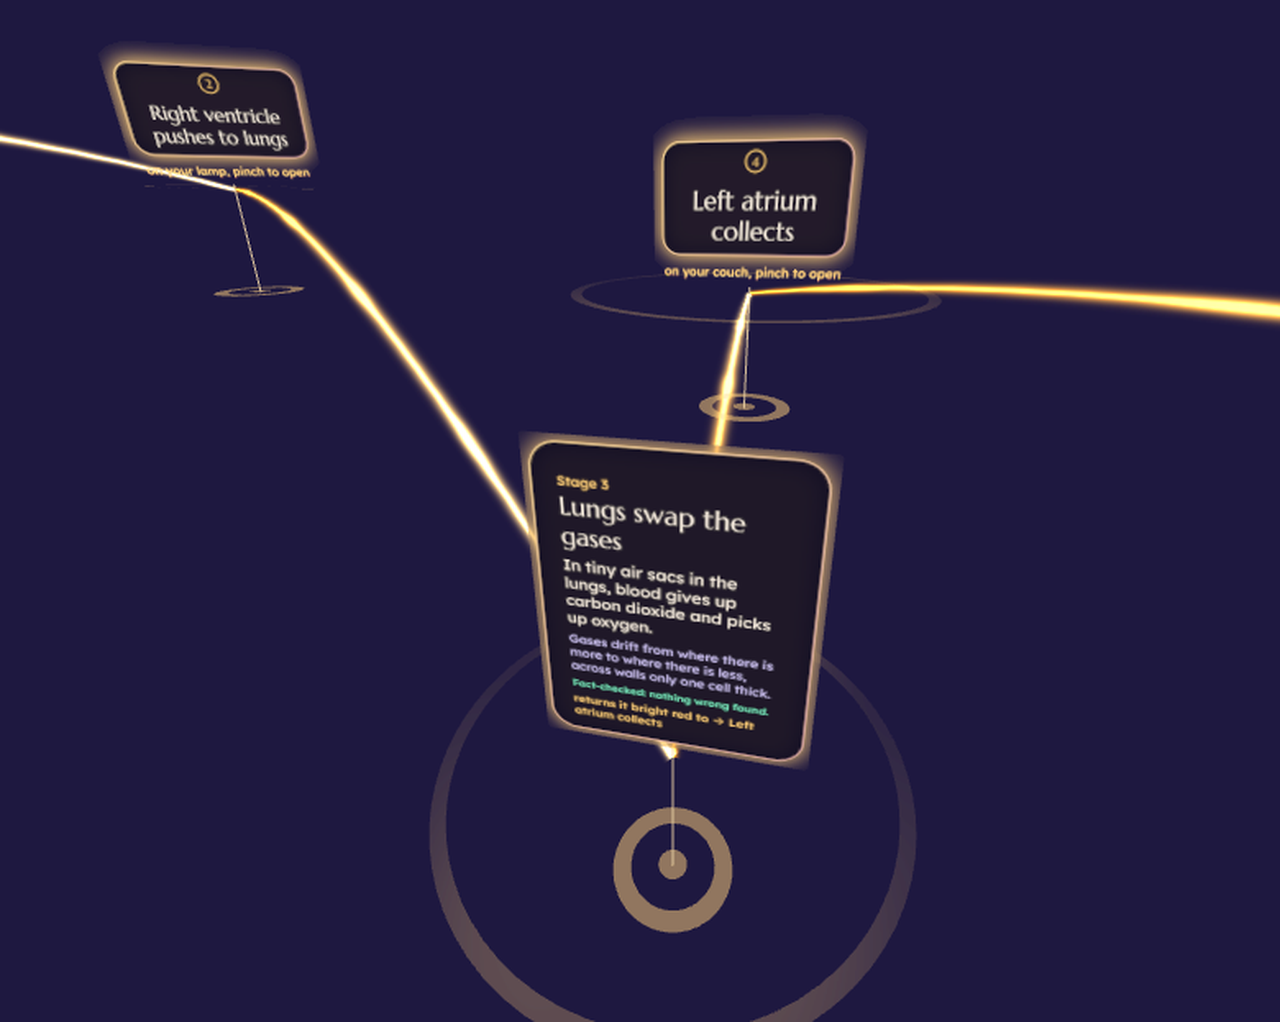 2
Right ventricle
pushes to lungs
on your lamp, pinch to open
4
Left atrium
collects
on your couch, pinch to open
Stage 3
Lungs swap the
gases
In tiny air sacs in the
lungs, blood gives up
carbon dioxide and picks
up oxygen.
Gases drift from where there is
more to where there is less,
across walls only one cell thick.
Fact-checked: nothing wrong found.
returns it bright red to → Left
atrium collects